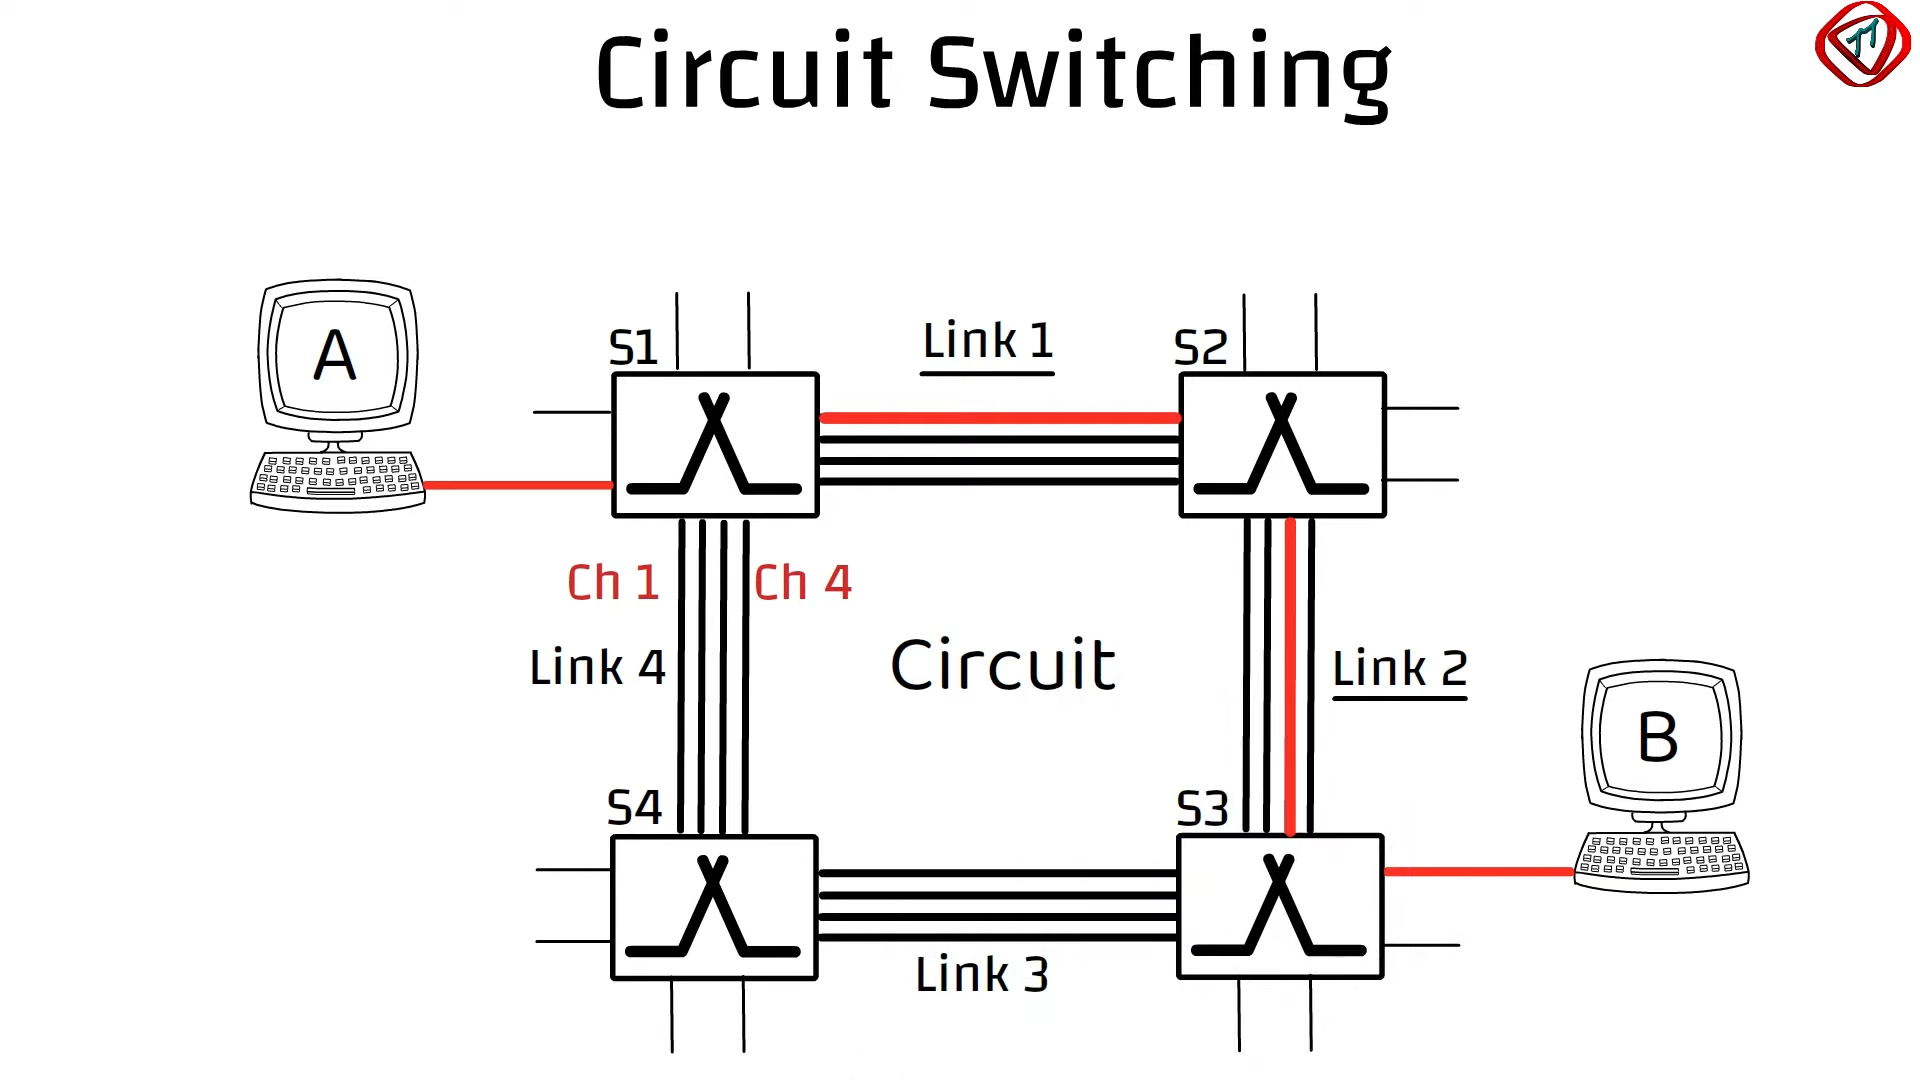 Circuit Switching
A
S1
Link 1
S2
Ch 1
Ch 4
Link 4
Circuit
Link 2
B
S4
S3
Link 3